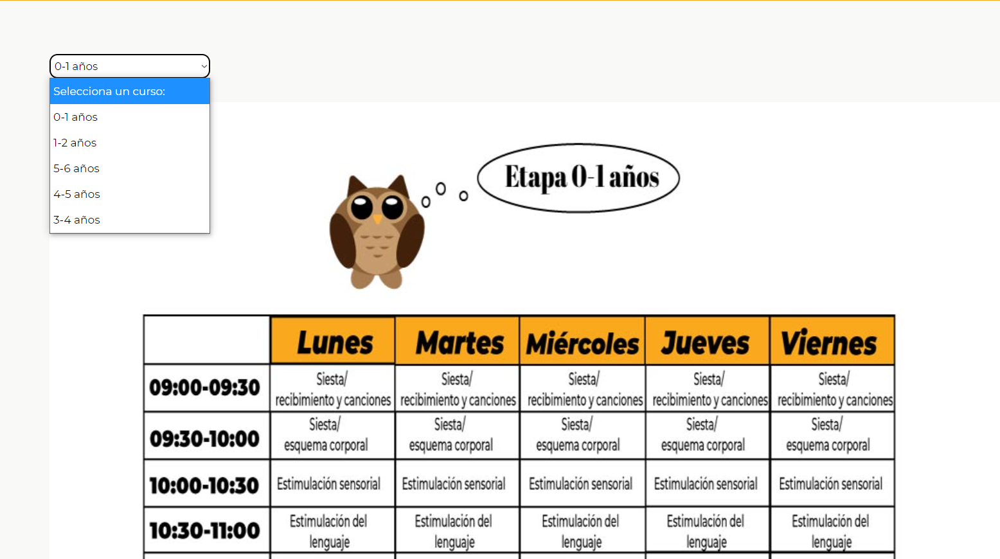 0-1 años
Selecciona un curso:
0-1 años
1-2 años
5-6 años
4-5 años
3-4 años
Etapa 0-1 años
Lunes Martes Miércoles Jueves Viernes
09:00-09:30
Siesta/
recibimiento y canciones
Siesta/
recibimiento y canciones
Siesta/
recibimiento y canciones
Siesta/
recibimiento y canciones
Siesta/
recibimiento y canciones
09:30-10:00
Siesta/
esquema corporal
Siesta/
esquema corporal
Siesta/
esquema corporal
Siesta/
esquema corporal
Siesta/
esquema corporal
10:00-10:30 Estimulación sensorial Estimulación sensorial Estimulación sensorial Estimulación sensorial Estimulación sensorial
10:30-11:00
Estimulación del
lenguaje
Estimulación del
lenguaje
Estimulación del
lenguaje
Estimulación del
lenguaje
Estimulación del
lenguaje